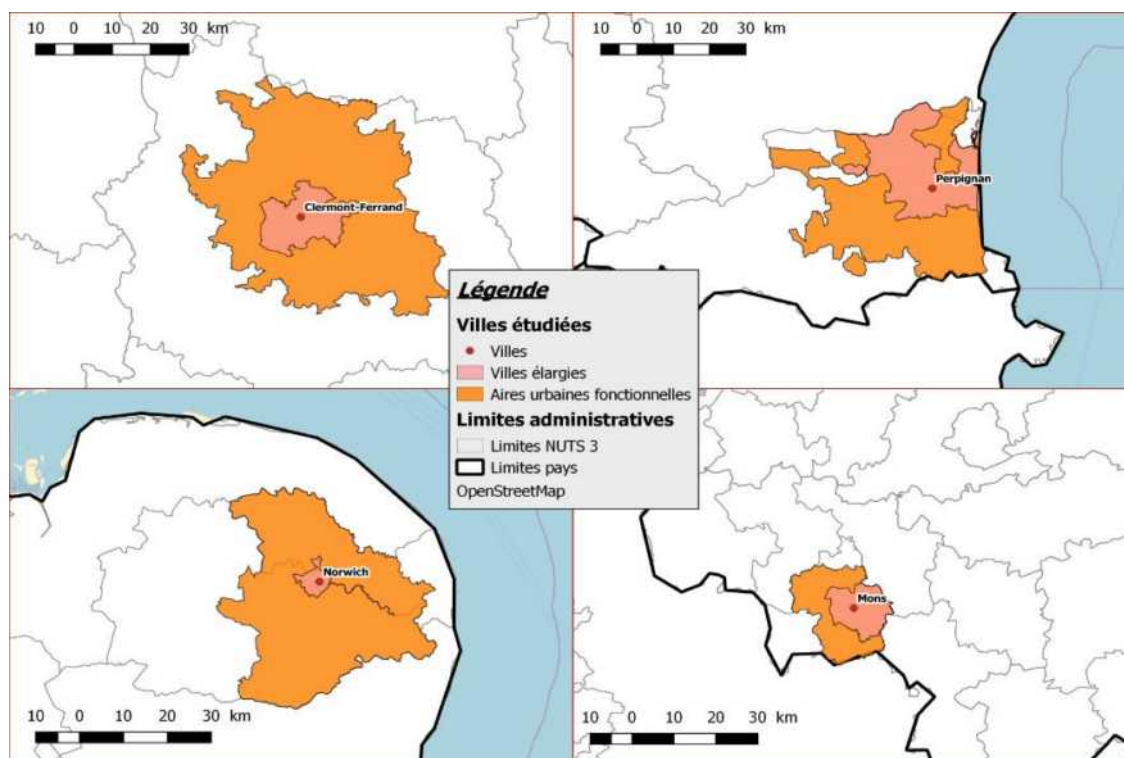 10 0 10 20 30 km
Clermont-Ferrand
10 0 10 20 30 km
Perpignan
Légende
Villes étudiées
Villes
Villes élargies
Aires urbaines fonctionnelles
Limites administratives
Limites NUTS 3
Limites pays
OpenStreetMap
Norwich
10 0 10 20 30 km
Mons
10 0 10 20 30 km